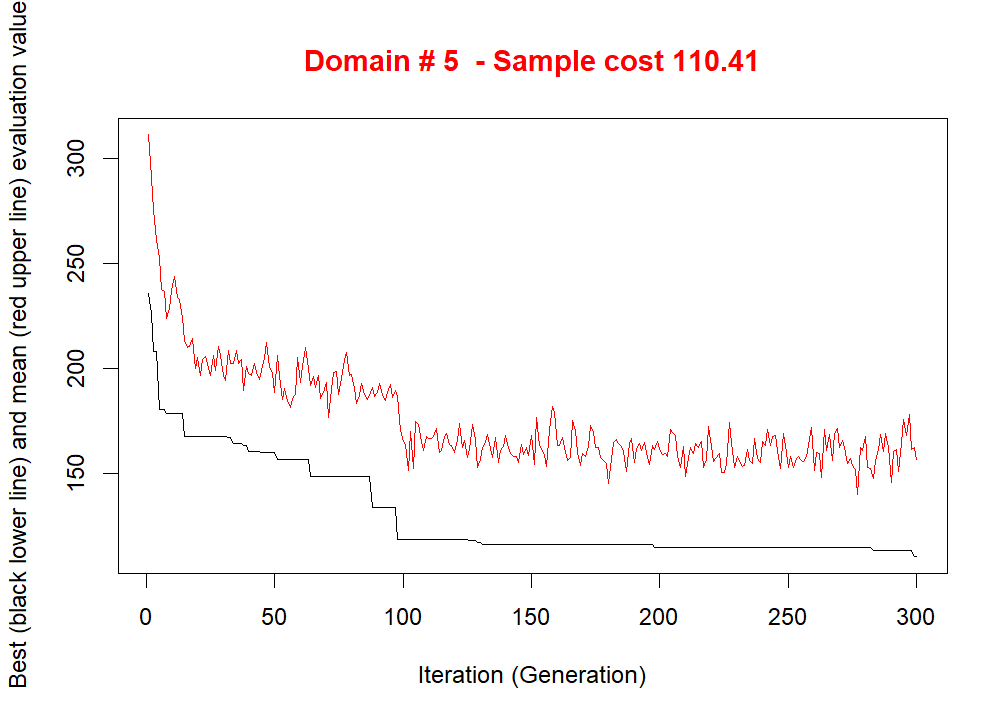 Domain # 5  - Sample cost 110.41
Best (black lower line) and mean (red upper line) evaluation value
300
250
200
150
0 50 100 150 200 250 300
Iteration (Generation)